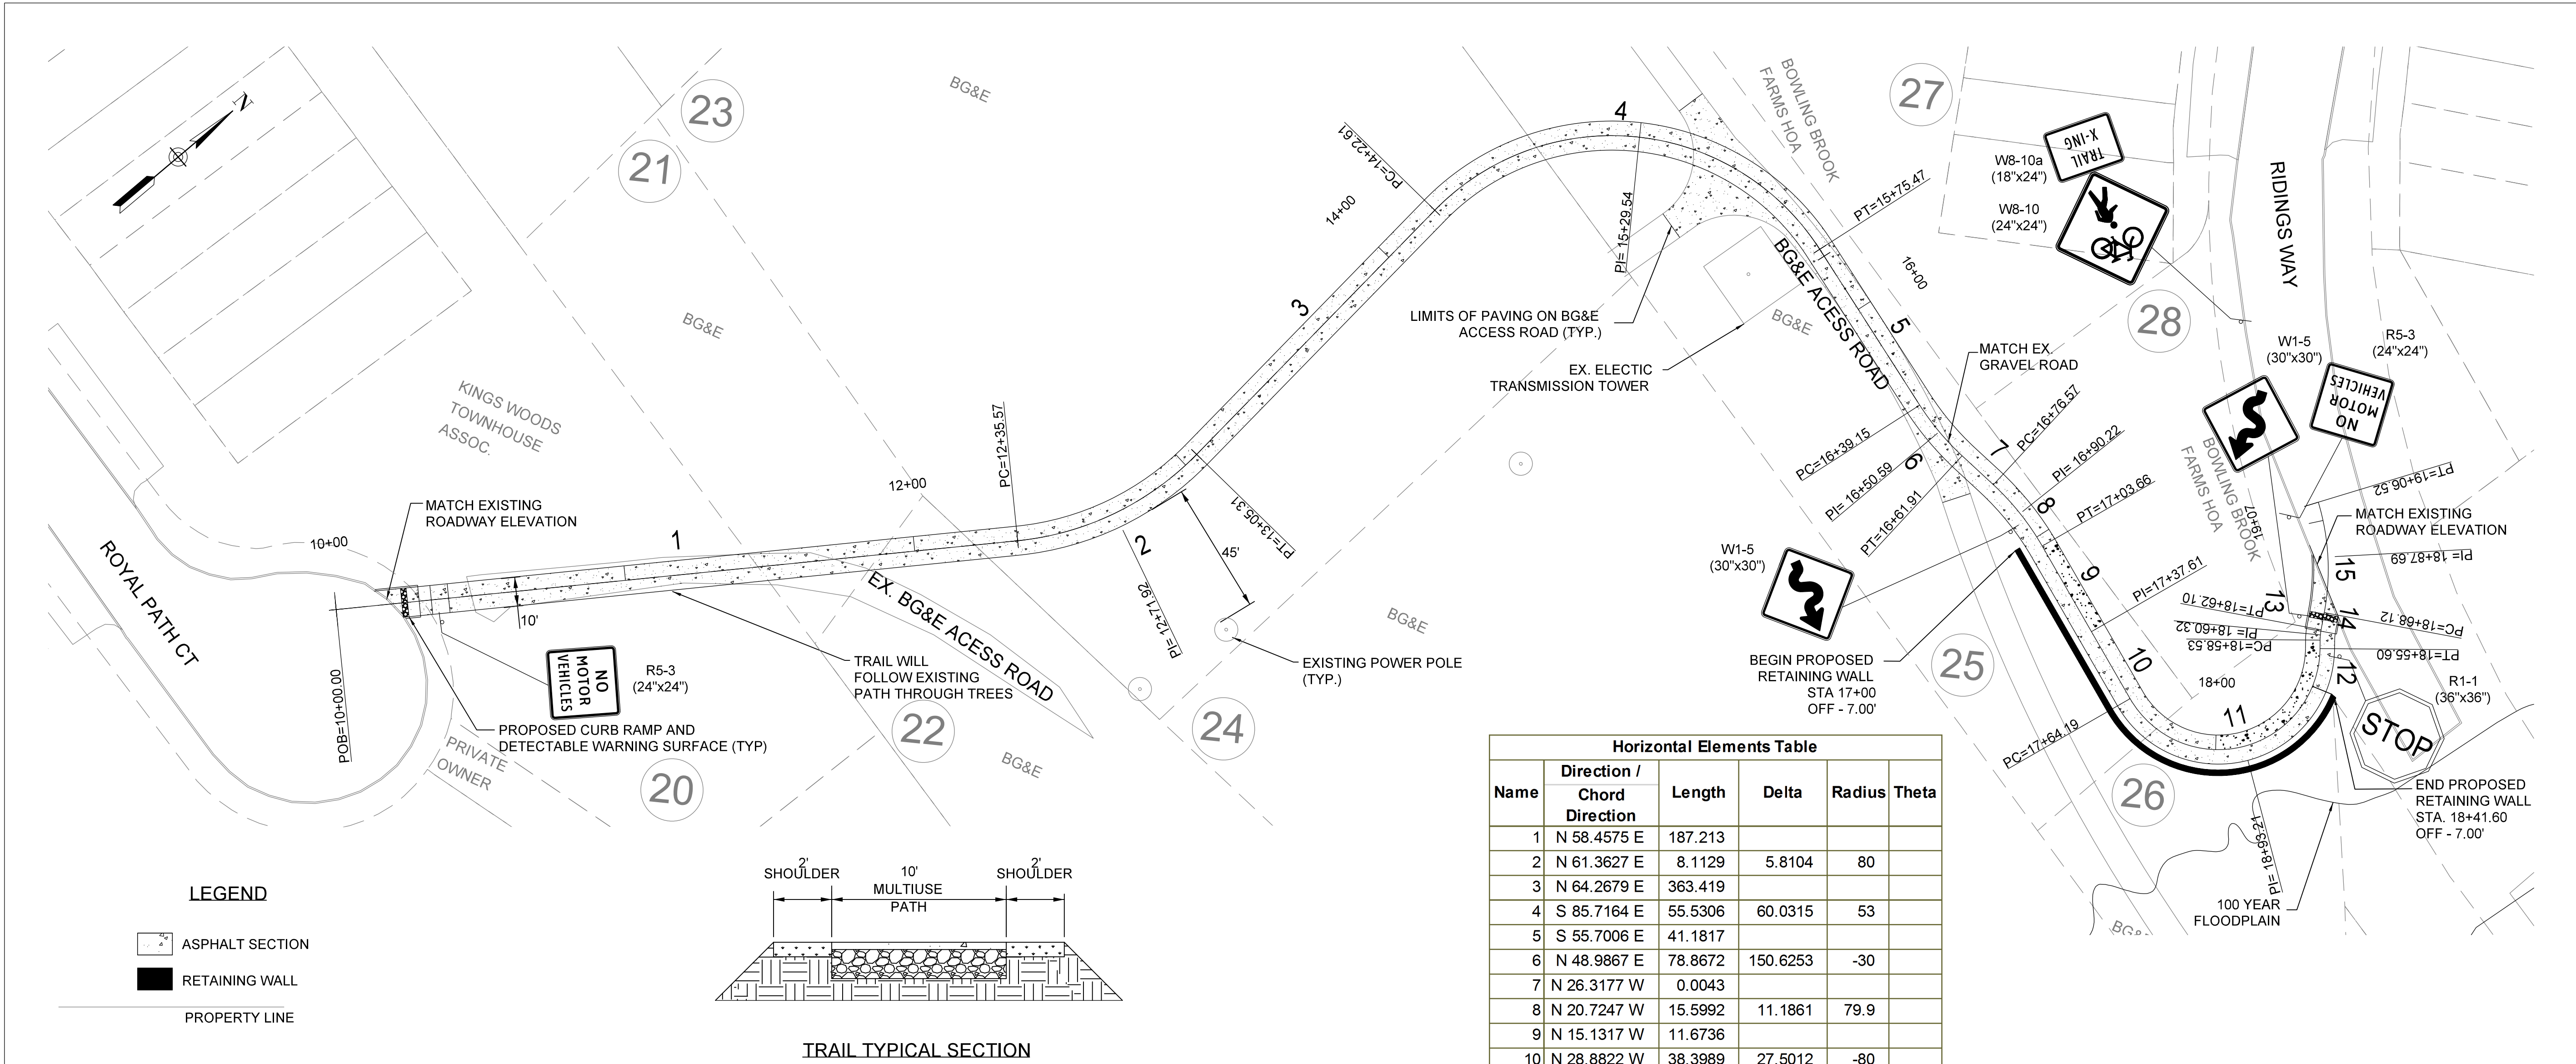 N
23
21
BG&E
BG&E
KINGS WOODS
TOWNHOUSE
ASSOC.
MATCH EXISTING
ROADWAY ELEVATION
10+00
ROYAL PATH CT
POB=10+00.00
1
10'
NO
MOTOR
VEHICLES
R5-3
(24"x24")
PROPOSED CURB RAMP AND
DETECTABLE WARNING SURFACE (TYP)
PRIVATE
OWNER
20
TRAIL WILL
FOLLOW EXISTING
PATH THROUGH TREES
22
EX. BG&E ACESS ROAD
BG&E
12+00
PC=12+35.57
2
PI= 12+71.92
PT=13+05.31
45'
EXISTING POWER POLE
(TYP.)
24
BG&E
3
14+00
PC=14+22.61
4
PI= 15+29.54
LIMITS OF PAVING ON BG&E
ACCESS ROAD (TYP.)
EX. ELECTIC
TRANSMISSION TOWER
BG&E
BG&E ACESS ROAD
BOWLING BROOK
FARMS HOA
PT=15+75.47
16+00
5
MATCH EX.
GRAVEL ROAD
PC=16+39.15
PI= 16+50.59
PT=16+61.91
6
7
PC=16+76.57
PI= 16+90.22
PT=17+03.66
8
9
PI=17+37.61
10
PC=17+64.19
W1-5
(30"x30")
BEGIN PROPOSED
RETAINING WALL
STA 17+00
OFF - 7.00'
25
26
27
28
W8-10a
(18"x24")
TRAIL
X-ING
W8-10
(24"x24")
RIDINGS WAY
W1-5
(30"x30")
R5-3
(24"x24")
NO
MOTOR
VEHICLES
BOWLING BROOK
FARMS HOA
19+07
PT=19+06.52
MATCH EXISTING
ROADWAY ELEVATION
PI= 18+87.69
15
14
13
PT=18+62.10
PI= 18+60.32
PC=18+58.53
PC=18+68.12
PT=18+55.60
12
18+00
11
R1-1
(36"x36")
STOP
END PROPOSED
RETAINING WALL
STA. 18+41.60
OFF - 7.00'
PI= 18+93.21
100 YEAR
FLOODPLAIN
BG&E
LEGEND
ASPHALT SECTION
RETAINING WALL
PROPERTY LINE
2'
SHOULDER
10'
MULTIUSE
PATH
2'
SHOULDER
TRAIL TYPICAL SECTION
Horizontal Elements Table
Name Direction / Chord Direction Length Delta Radius Theta
1 N 58.4575 E 187.213
2 N 61.3627 E 8.1129 5.8104 80
3 N 64.2679 E 363.419
4 S 85.7164 E 55.5306 60.0315 53
5 S 55.7006 E 41.1817
6 N 48.9867 E 78.8672 150.6253 -30
7 N 26.3177 W 0.0043
8 N 20.7247 W 15.5992 11.1861 79.9
9 N 15.1317 W 11.6736
10 N 28.8822 W 38.3989 27.5012 -80